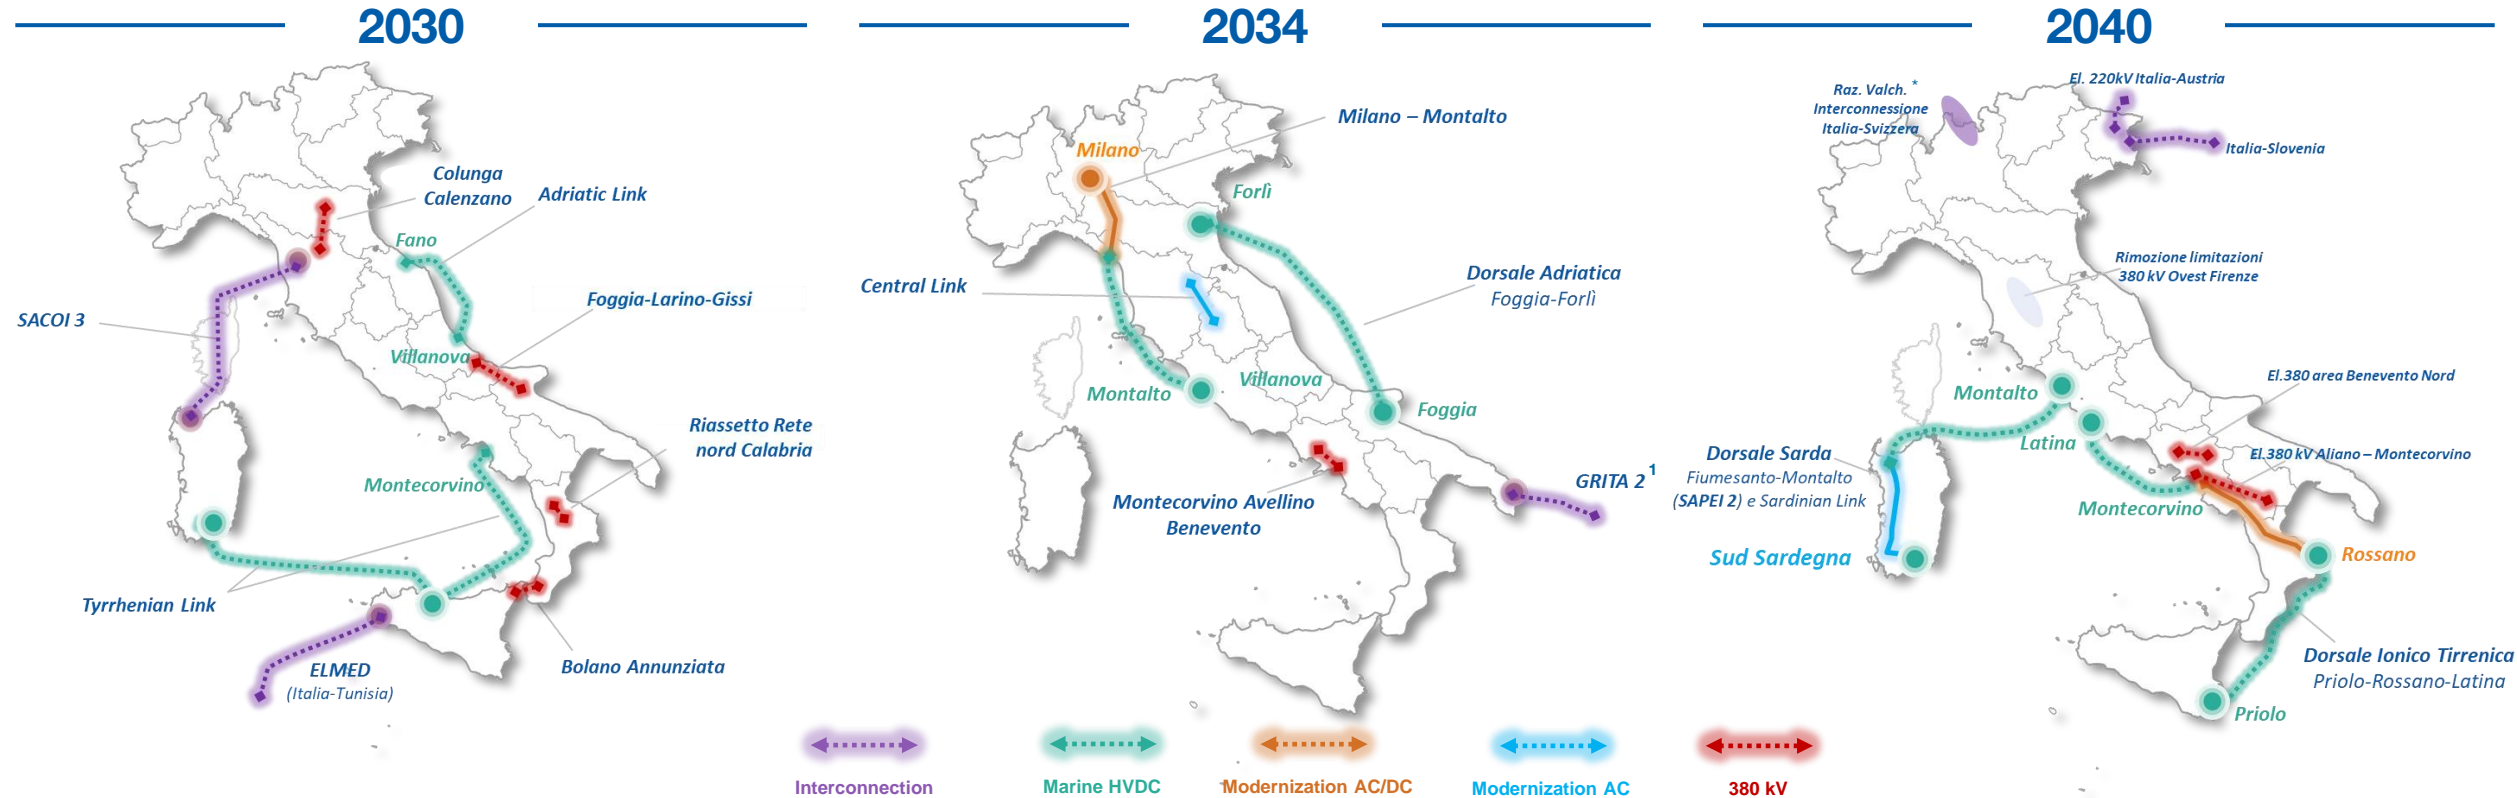 2030
Colunga
Calenzano
Adriatic Link
Fano
SACOI 3
Foggia-Larino-Gissi
Villanova
Riassetto Rete
nord Calabria
Montecorvino
Tyrrhenian Link
ELMED
(Italia-Tunisia)
Bolano Annunziata
2034
Milano – Montalto
Milano
Forlì
Central Link
Dorsale Adriatica
Foggia-Forlì
Villanova
Montalto
Foggia
GRITA 2 1
Montecorvino Avellino
Benevento
2040
El. 220kV Italia-Austria
Raz. Valch. *
Interconnessione
Italia-Svizzera
Italia-Slovenia
Rimozione limitazioni
380 kV Ovest Firenze
El.380 area Benevento Nord
Montalto
Latina
Dorsale Sarda
Fiumesanto-Montalto
(SAPEI 2) e Sardinian Link
El.380 kV Aliano – Montecorvino
Montecorvino
Sud Sardegna
Rossano
Dorsale Ionico Tirrenica
Priolo-Rossano-Latina
Priolo
Interconnection
Marine HVDC
Modernization AC/DC
Modernization AC
380 kV